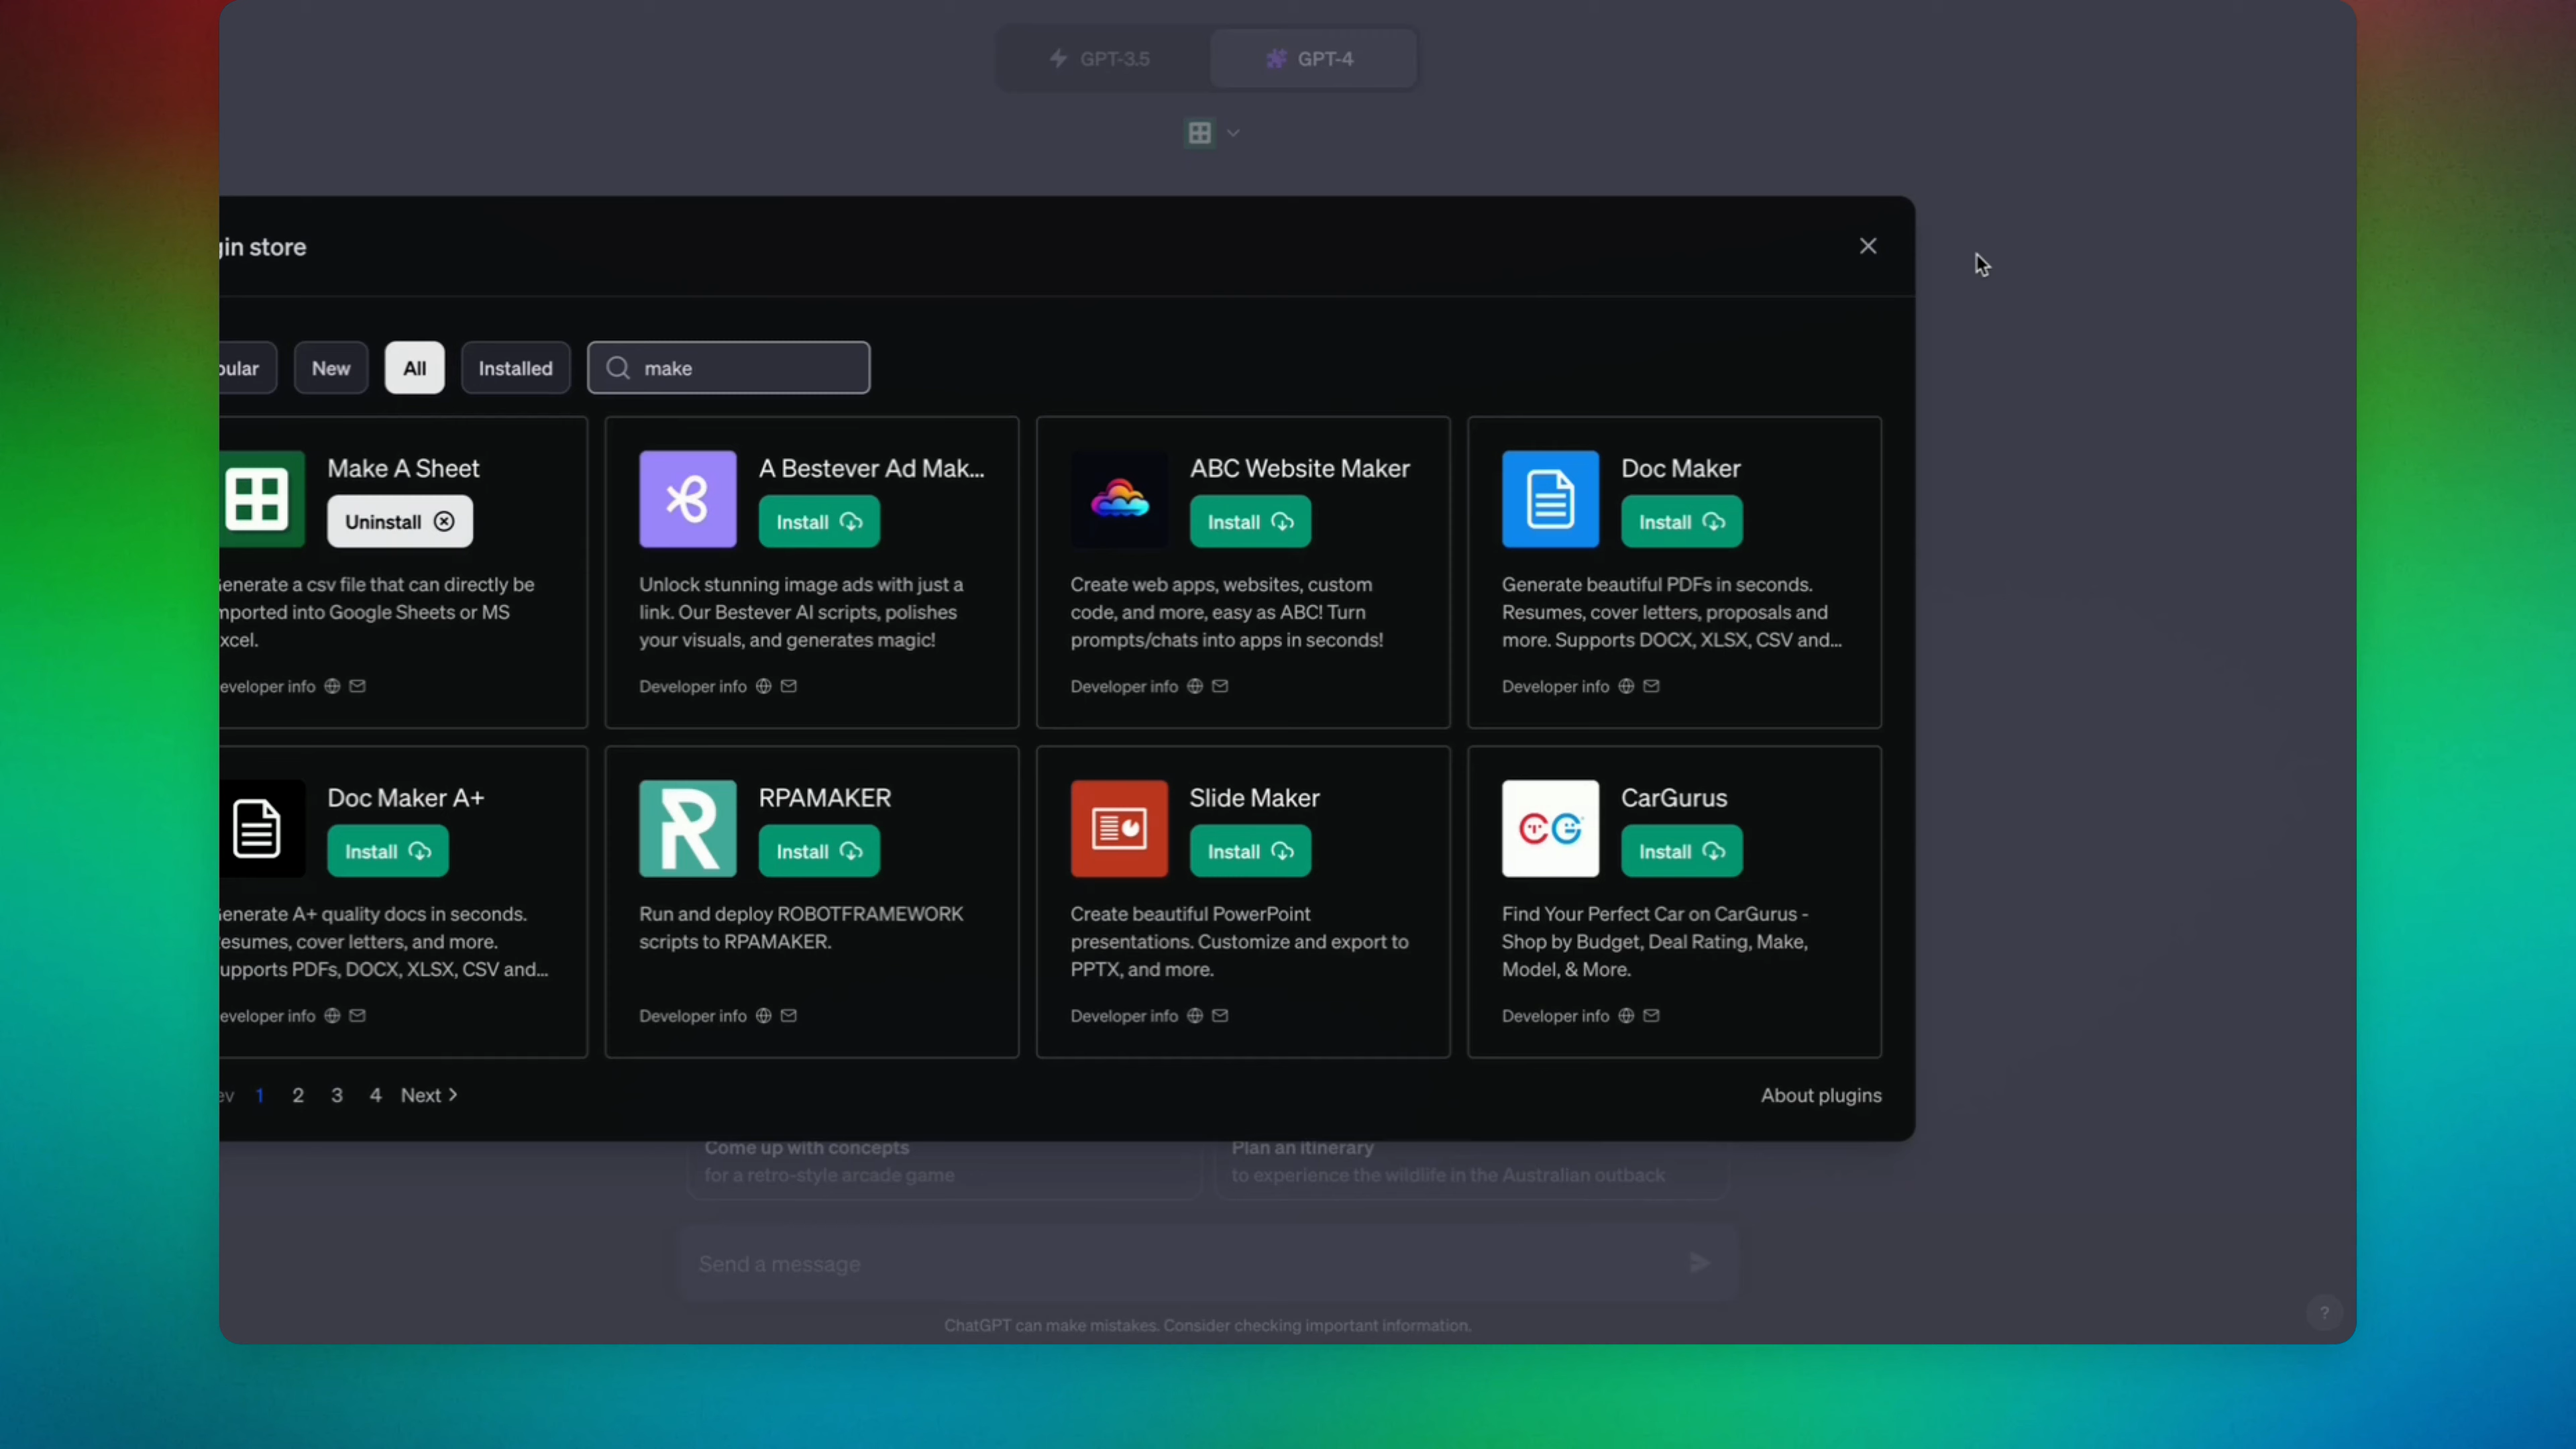 GPT-3.5
GPT-4
gin store
pular
New
All
Installed
make
Make A Sheet
Uninstall
Generate a csv file that can directly be
mported into Google Sheets or MS
xcel.
eveloper info
A Bestever Ad Mak...
Install
Unlock stunning image ads with just a
link. Our Bestever AI scripts, polishes
your visuals, and generates magic!
Developer info
ABC Website Maker
Install
Create web apps, websites, custom
code, and more, easy as ABC! Turn
prompts/chats into apps in seconds!
Developer info
Doc Maker
Install
Generate beautiful PDFs in seconds.
Resumes, cover letters, proposals and
more. Supports DOCX, XLSX, CSV and...
Developer info
Doc Maker A+
Install
Generate A+ quality docs in seconds.
esumes, cover letters, and more.
upports PDFs, DOCX, XLSX, CSV and...
eveloper info
RPAMAKER
Install
Run and deploy ROBOTFRAMEWORK
scripts to RPAMAKER.
Developer info
Slide Maker
Install
Create beautiful PowerPoint
presentations. Customize and export to
PPTX, and more.
Developer info
CarGurus
Install
Find Your Perfect Car on CarGurus -
Shop by Budget, Deal Rating, Make,
Model, & More.
Developer info
ev 1 2 3 4 Next
About plugins
Come up with concepts
for a retro-style arcade game
Plan an itinerary
to experience the wildlife in the Australian outback
Send a message
ChatGPT can make mistakes. Consider checking important information.
?